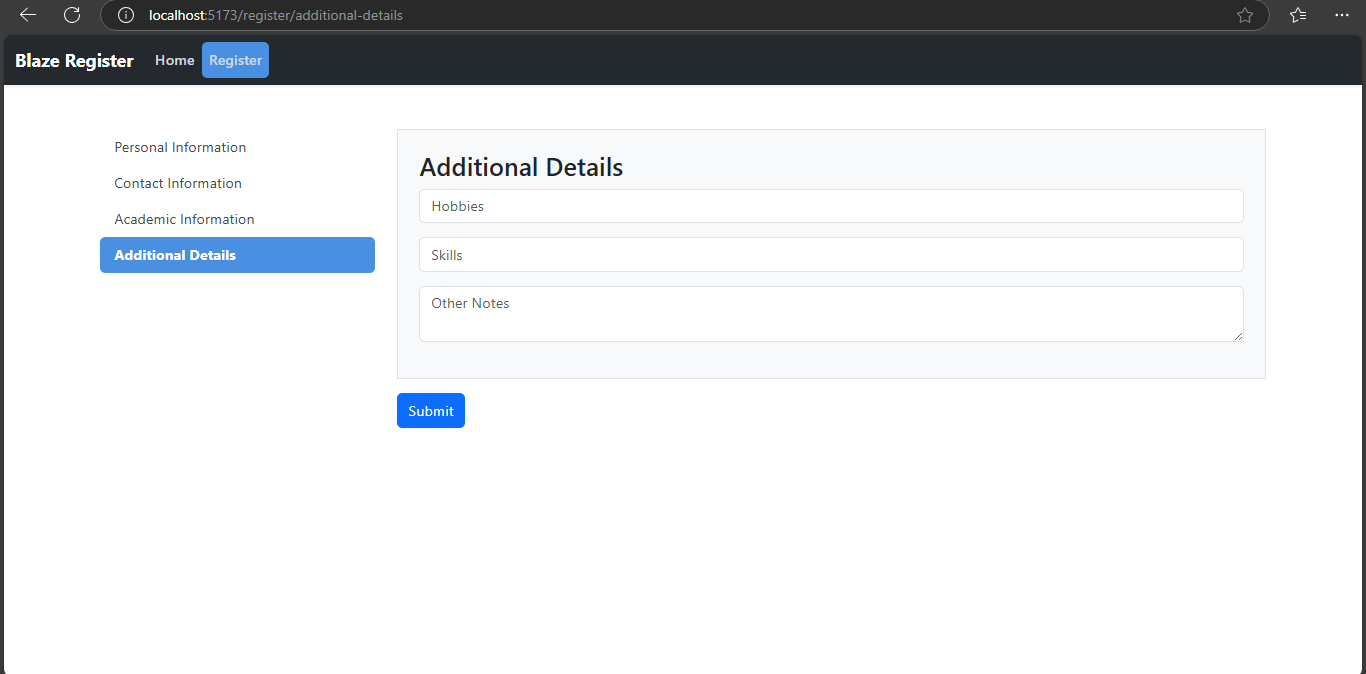 localhost:5173/register/additional-details
Blaze Register Home Register
Personal Information
Contact Information
Academic Information
Additional Details
Additional Details
Hobbies
Skills
Other Notes
Submit